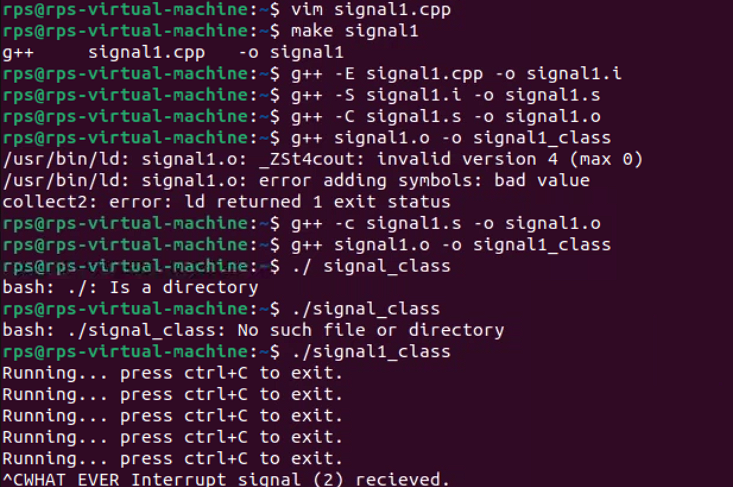 rps@rps-virtual-machine:~$ vim signal1.cpp
rps@rps-virtual-machine:~$ make signal1
g++     signal1.cpp   -o signal1
rps@rps-virtual-machine:~$ g++ -E signal1.cpp -o signal1.i
rps@rps-virtual-machine:~$ g++ -S signal1.i -o signal1.s
rps@rps-virtual-machine:~$ g++ -C signal1.s -o signal1.o
rps@rps-virtual-machine:~$ g++ signal1.o -o signal1_class
/usr/bin/ld: signal1.o: _ZSt4cout: invalid version 4 (max 0)
/usr/bin/ld: signal1.o: error adding symbols: bad value
collect2: error: ld returned 1 exit status
rps@rps-virtual-machine:~$ g++ -c signal1.s -o signal1.o
rps@rps-virtual-machine:~$ g++ signal1.o -o signal1_class
rps@rps-virtual-machine:~$ ./ signal_class
bash: ./: Is a directory
rps@rps-virtual-machine:~$ ./signal_class
bash: ./signal_class: No such file or directory
rps@rps-virtual-machine:~$ ./signal1_class
Running... press ctrl+C to exit.
Running... press ctrl+C to exit.
Running... press ctrl+C to exit.
Running... press ctrl+C to exit.
Running... press ctrl+C to exit.
^CWHAT EVER Interrupt signal (2) recieved.